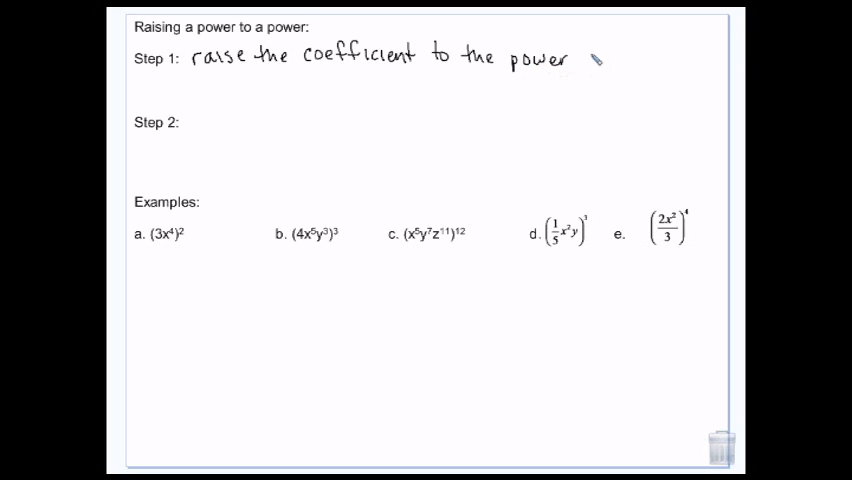 Raising a power to a power:
Step 1: raise the coefficient to the power
Step 2:
Examples:
a. (3x⁴)² b. (4x⁵y³)³ c. (x⁵y⁷z¹¹)¹² d. (1/5 x²y) e. (2x²/3)⁴